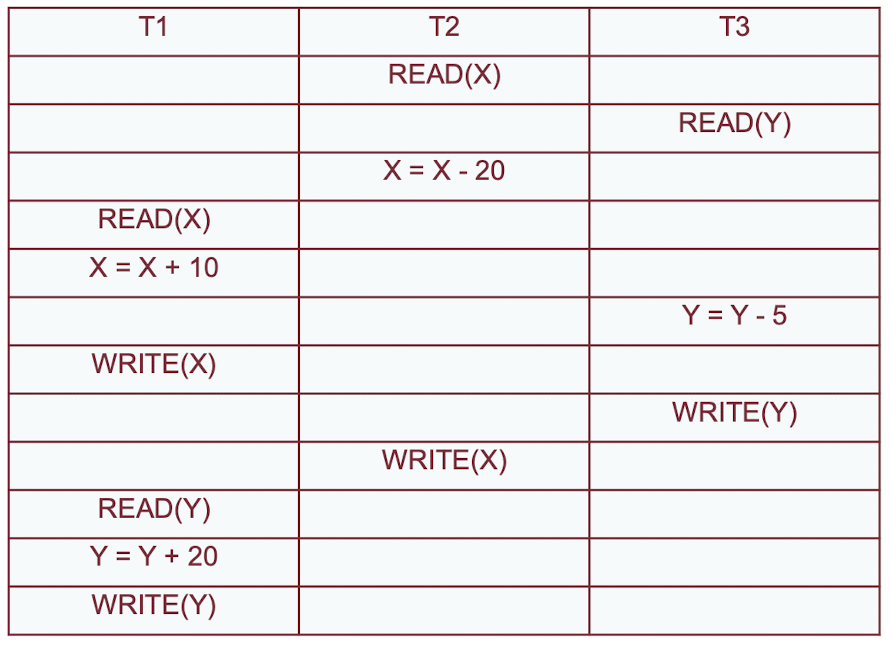 T1 T2 T3
READ(X)
READ(Y)
X = X - 20
READ(X)
X = X + 10
Y = Y - 5
WRITE(X)
WRITE(Y)
WRITE(X)
READ(Y)
Y = Y + 20
WRITE(Y)